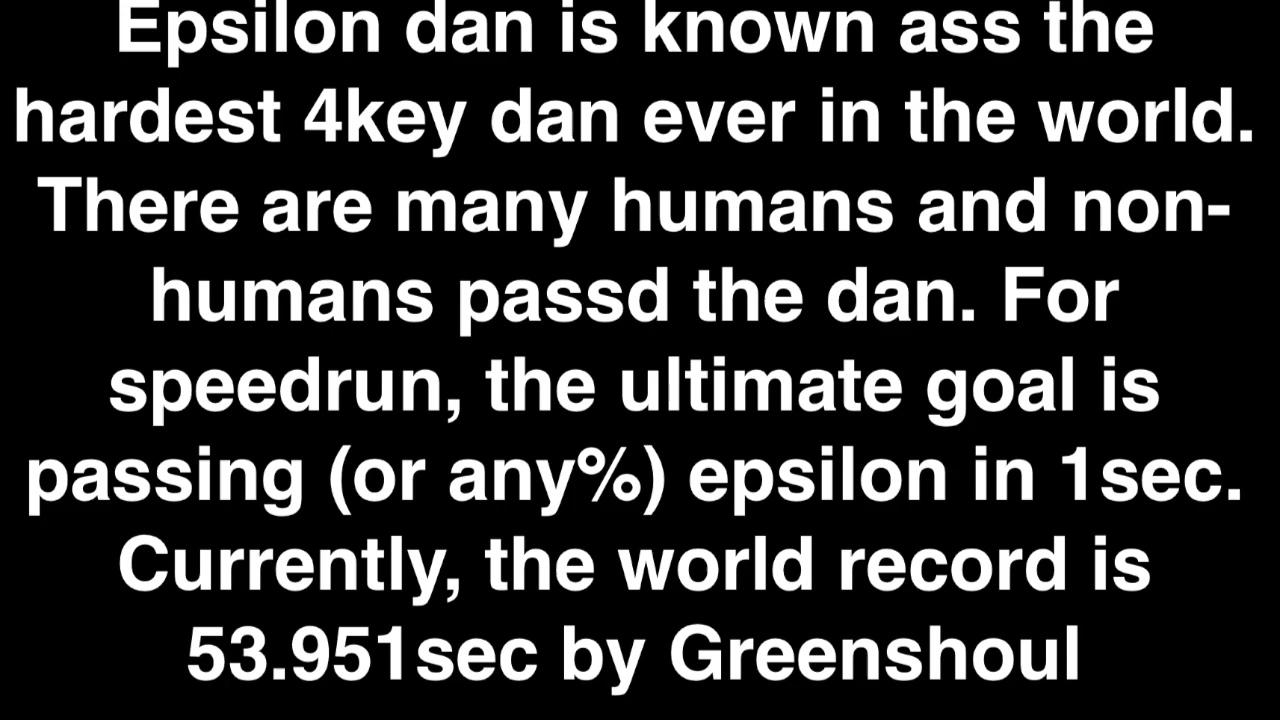 Epsilon dan is known ass the
hardest 4key dan ever in the world.
There are many humans and non-
humans passd the dan. For
speedrun, the ultimate goal is
passing (or any%) epsilon in 1sec.
Currently, the world record is
53.951sec by Greenshoul